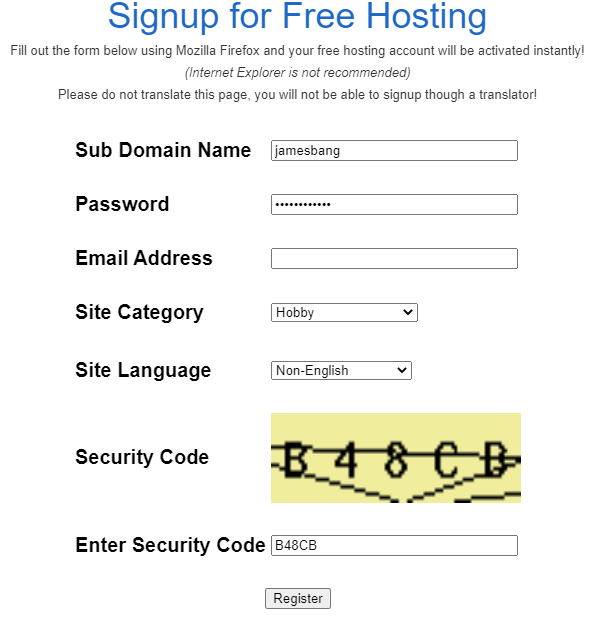 Signup for Free Hosting
Fill out the form below using Mozilla Firefox and your free hosting account will be activated instantly!
(Internet Explorer is not recommended)
Please do not translate this page, you will not be able to signup though a translator!
Sub Domain Name jamesbang
Password ••••••••••••
Email Address
Site Category Hobby
Site Language Non-English
Security Code B48CB
Enter Security Code B48CB
Register